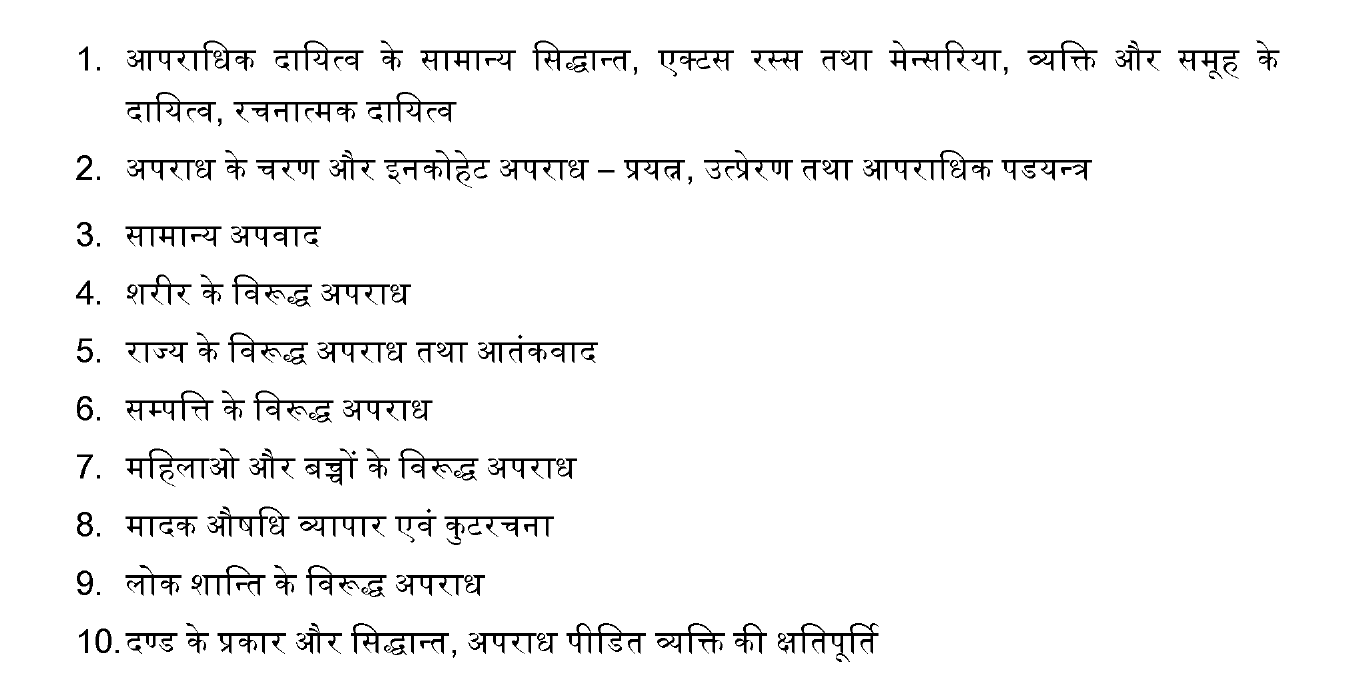 1. आपराधिक दायित्व के सामान्य सिद्धान्त, एक्टस रस्स तथा मेन्सरिया, व्यक्ति और समूह के
दायित्व, रचनात्मक दायित्व
2. अपराध के चरण और इनकोहेट अपराध – प्रयत्न, उत्प्रेरण तथा आपराधिक पडयन्त्र
3. सामान्य अपवाद
4. शरीर के विरूद्ध अपराध
5. राज्य के विरूद्ध अपराध तथा आतंकवाद
6. सम्पत्ति के विरूद्ध अपराध
7. महिलाओ और बच्चों के विरूद्ध अपराध
8. मादक औषधि व्यापार एवं कुटरचना
9. लोक शान्ति के विरूद्ध अपराध
10. दण्ड के प्रकार और सिद्धान्त, अपराध पीडित व्यक्ति की क्षतिपूर्ति